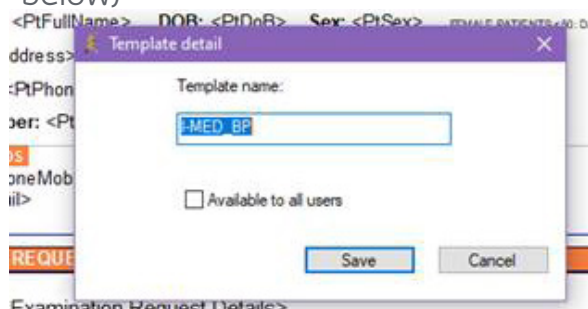 below)
<PtFullName> DOB: <PtDoB> Sex: <PtSex>
Template detail
ddress>
<PtPhon
Template name:
ber: <Pt
I-MED_BP
oneMob
il>
Available to all users
REQUE
Save Cancel
Examination Request Details>